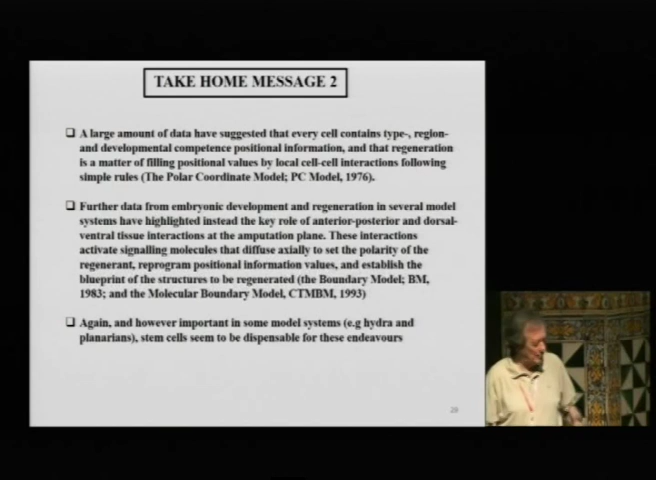 TAKE HOME MESSAGE 2
A large amount of data have suggested that every cell contains type-, region-
and developmental competence positional information, and that regeneration
is a matter of filling positional values by local cell-cell interactions following
simple rules (The Polar Coordinate Model; PC Model, 1976).
Further data from embryonic development and regeneration in several model
systems have highlighted instead the key role of anterior-posterior and dorsal-
ventral tissue interactions at the amputation plane. These interactions
activate signalling molecules that diffuse axially to set the polarity of the
regenerant, reprogram positional information values, and establish the
blueprint of the structures to be regenerated (the Boundary Model; BM,
1983; and the Molecular Boundary Model, CTMBM, 1993)
Again, and however important in some model systems (e.g hydra and
planarians), stem cells seem to be dispensable for these endeavours
28